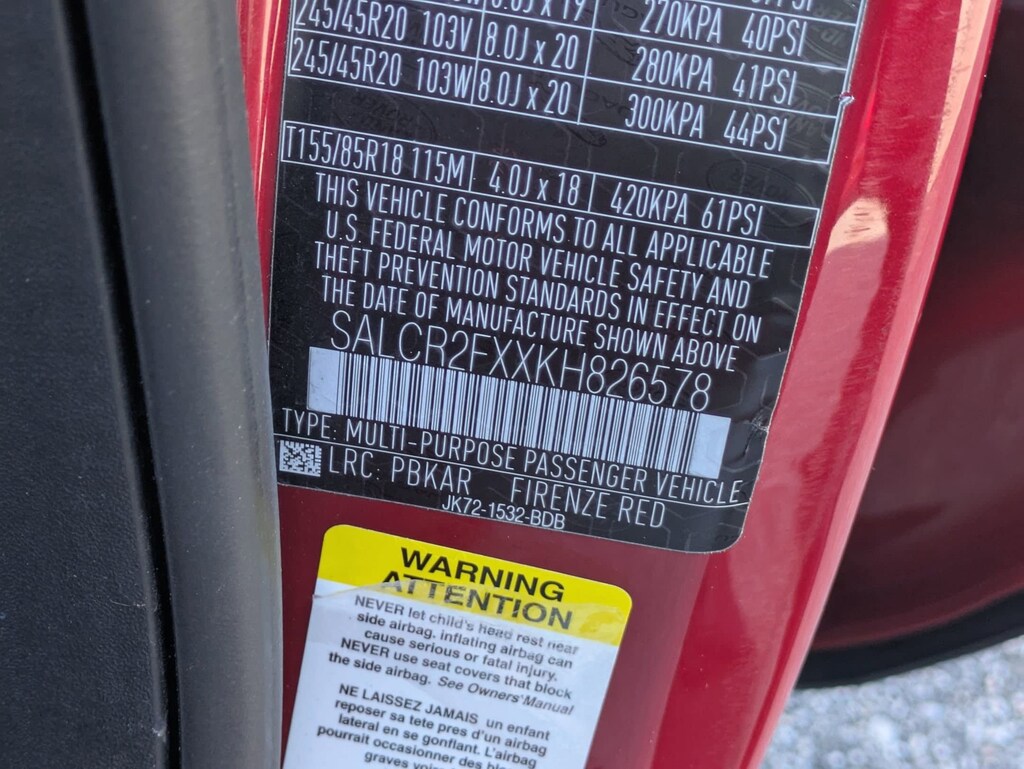 270KPA 40PSI
245/45R20 103V 8.0J x 20 280KPA 41PSI
245/45R20 103W 8.0J x 20 300KPA 44PSI
T155/85R18 115M 4.0J x 18 420KPA 61PSI
THIS VEHICLE CONFORMS TO ALL APPLICABLE
U.S. FEDERAL MOTOR VEHICLE SAFETY AND
THEFT PREVENTION STANDARDS IN EFFECT ON
THE DATE OF MANUFACTURE SHOWN ABOVE
SALCR2FXXKH826578
TYPE: MULTI-PURPOSE PASSENGER VEHICLE
LRC: PBKAR FIRENZE RED
JK72-1532-BDB
WARNING
ATTENTION
NEVER let child's head rest near
side airbag. inflating airbag can
cause serious or fatal injury.
NEVER use seat covers that block
the side airbag. See Owners' Manual
NE LAISSEZ JAMAIS un enfant
reposer sa tete pres d'un airbag
lateral en se gonflant. L'airbag
pourrait occasionner des
graves